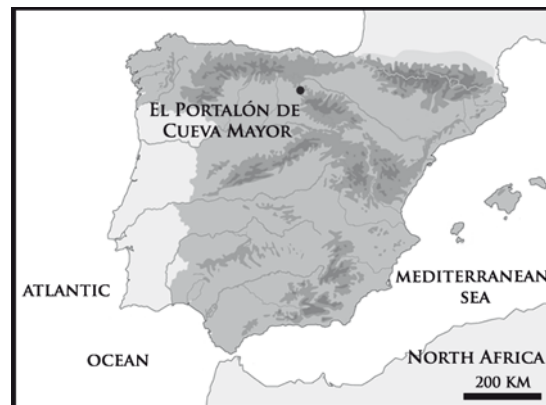 EL PORTALÓN DE
CUEVA MAYOR
MEDITERRANEAN
SEA
ATLANTIC
OCEAN
NORTH AFRICA
200 KM